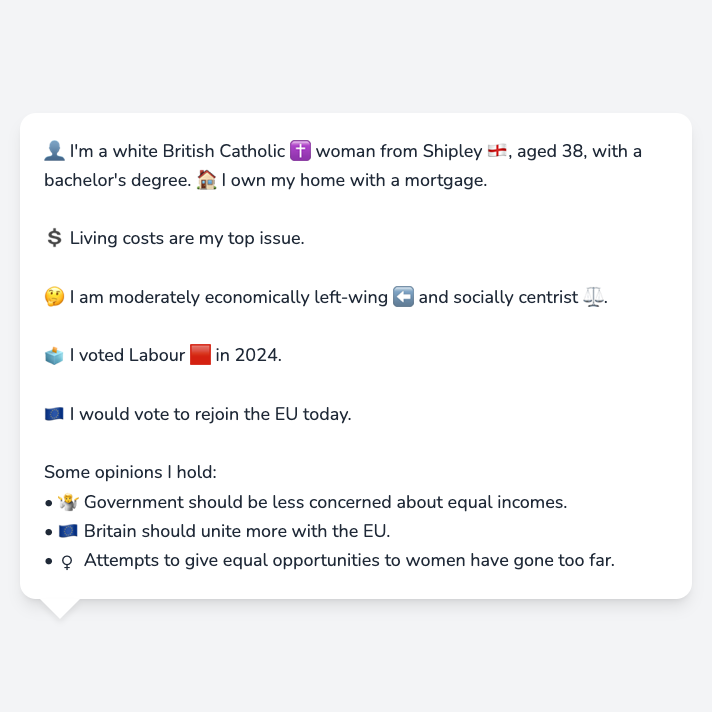 👤 I'm a white British Catholic ✝️ woman from Shipley 🏴󠁧󠁢󠁥󠁮󠁧󠁿, aged 38, with a
bachelor's degree. 🏠 I own my home with a mortgage.
💲 Living costs are my top issue.
🤔 I am moderately economically left-wing ⬅️ and socially centrist ⚖️.
🗳️ I voted Labour 🟥 in 2024.
🇪🇺 I would vote to rejoin the EU today.
Some opinions I hold:
• 🤷 Government should be less concerned about equal incomes.
• 🇪🇺 Britain should unite more with the EU.
• ♀ Attempts to give equal opportunities to women have gone too far.